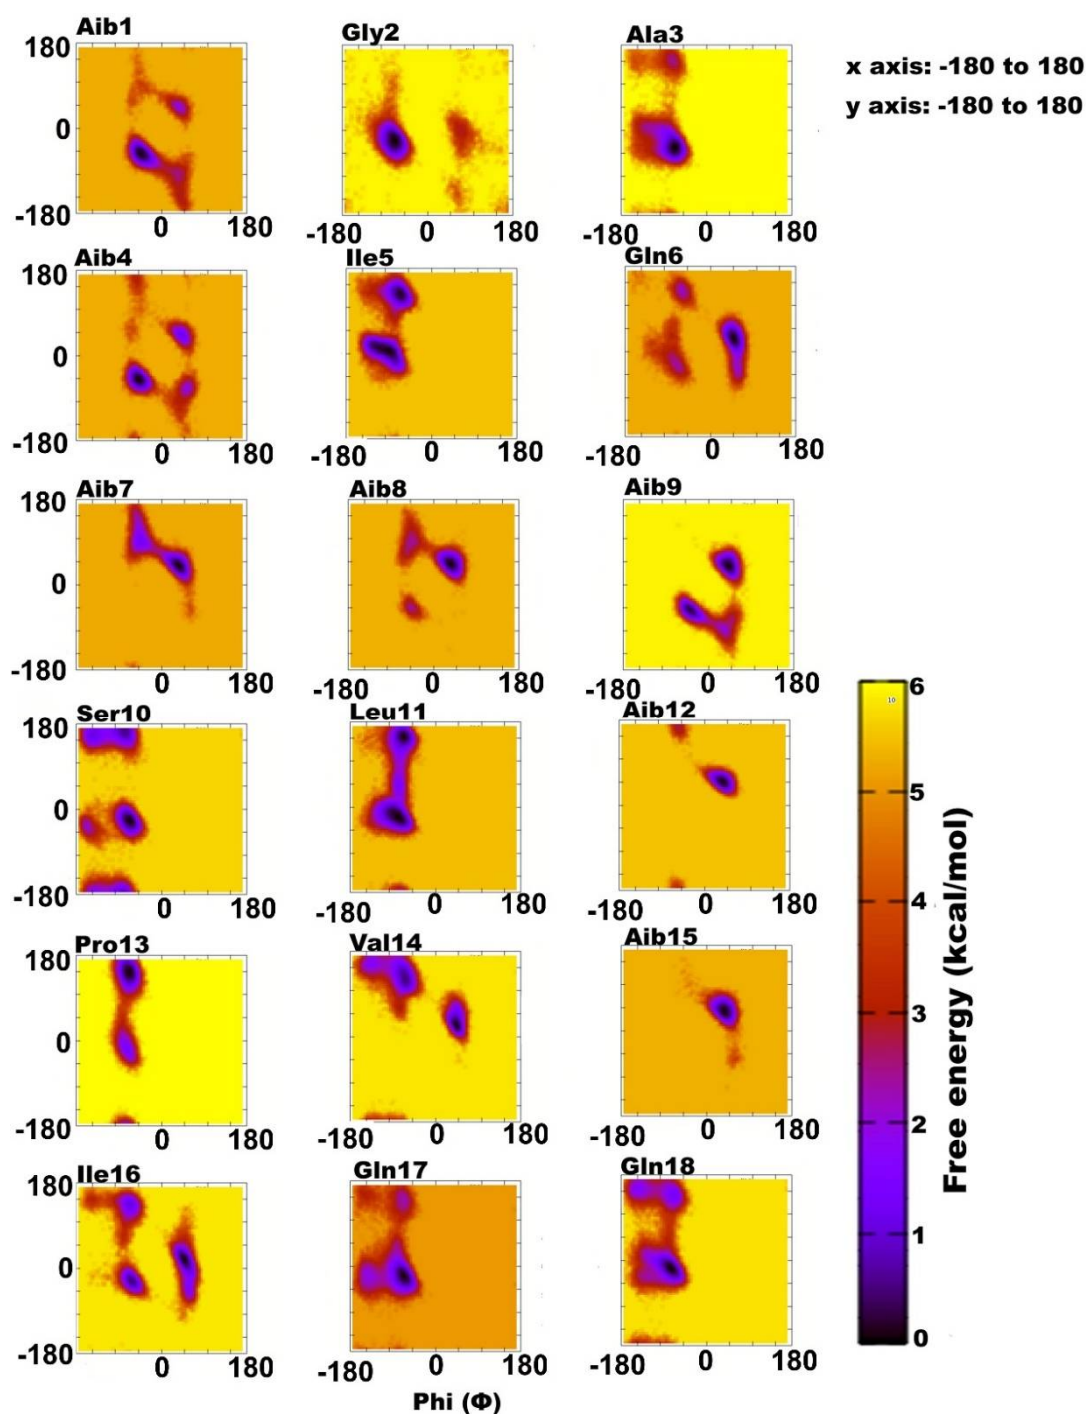 Aib1
Gly2
Ala3
x axis: -180 to 180
y axis: -180 to 180
180
0
-180
0 180
-180 0 180
-180 0 180
Aib4
Ile5
Gln6
180
0
-180
0 180
-180 0 180
-180 0 180
Aib7
Aib8
Aib9
180
0
-180
0 180
-180 0 180
-180 0 180
Ser10
Leu11
Aib12
180
0
-180
0 180
-180 0 180
-180 0 180
Pro13
Val14
Aib15
180
0
-180
0 180
-180 0 180
-180 0 180
Ile16
Gln17
Gln18
180
0
-180
0 180
-180 0 180
-180 0 180
Phi (Φ)
6
10
5
4
3
2
1
0
Free energy (kcal/mol)